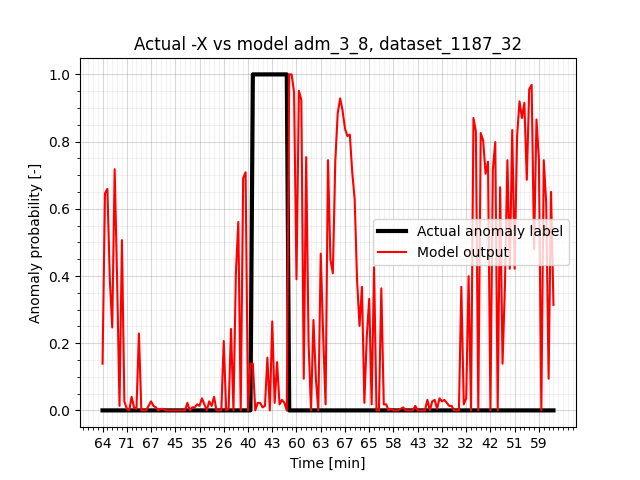 Actual -X vs model adm_3_8, dataset_1187_32
Anomaly probability [-]
1.0
0.8
0.6
0.4
0.2
0.0
Actual anomaly label
Model output
64 71 67 45 35 26 40 43 60 63 67 65 58 43 32 32 42 51 59
Time [min]